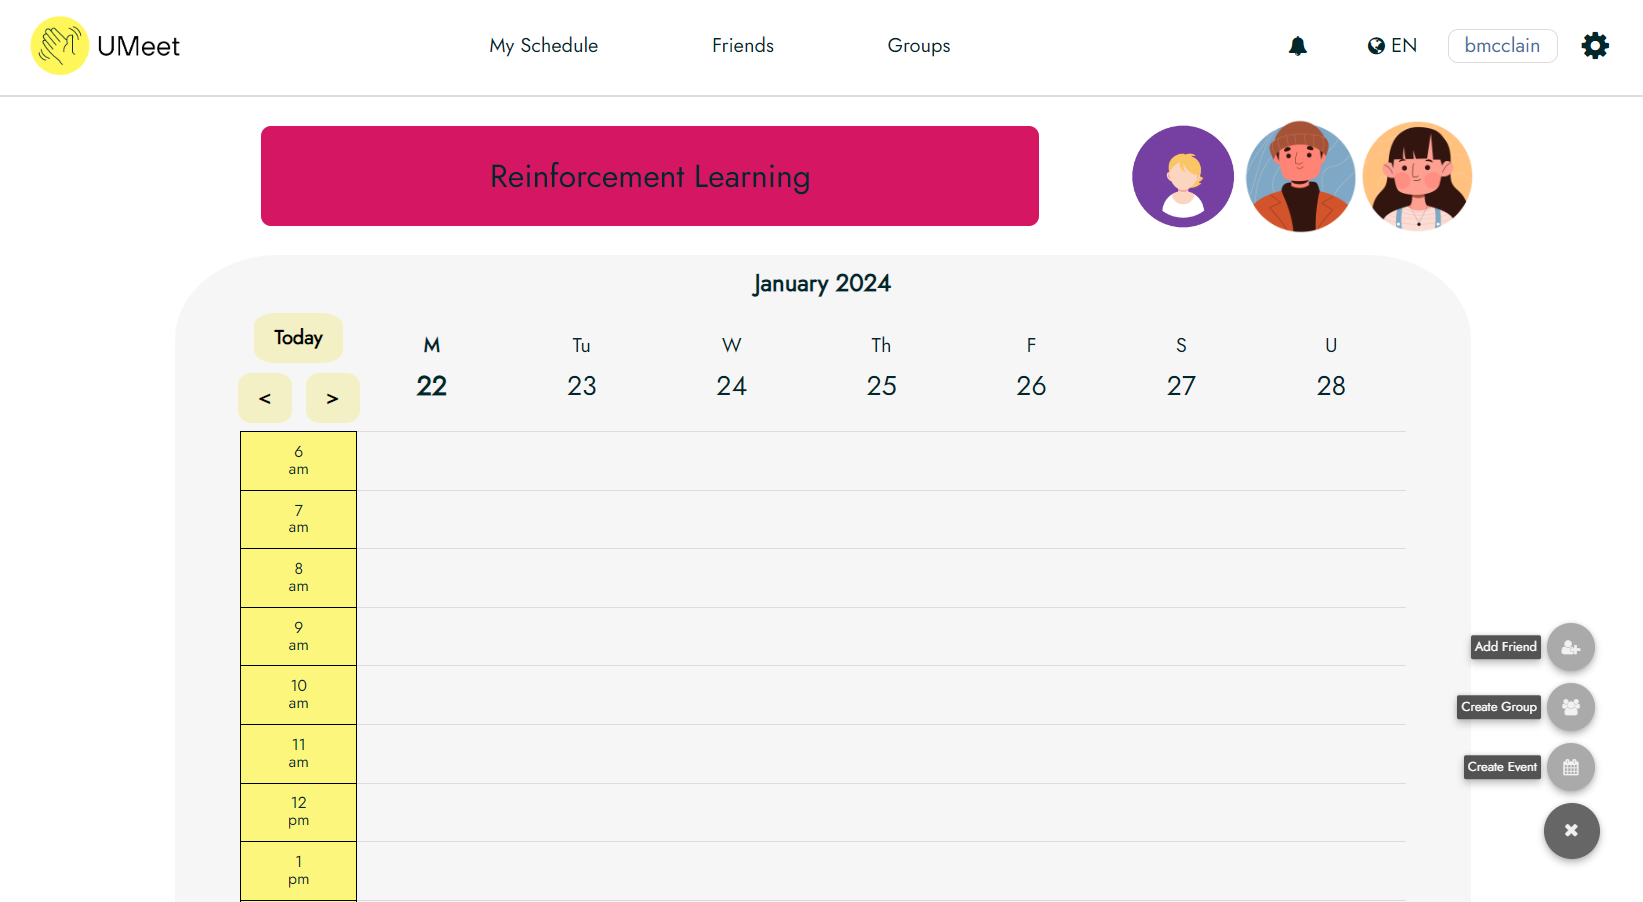 UMeet
My Schedule
Friends
Groups
EN
bmcclain
Reinforcement Learning
January 2024
Today
M
Tu
W
Th
F
S
U
<
>
22
23
24
25
26
27
28
6
am
7
am
8
am
9
am
10
am
11
am
12
pm
1
pm
Add Friend
Create Group
Create Event